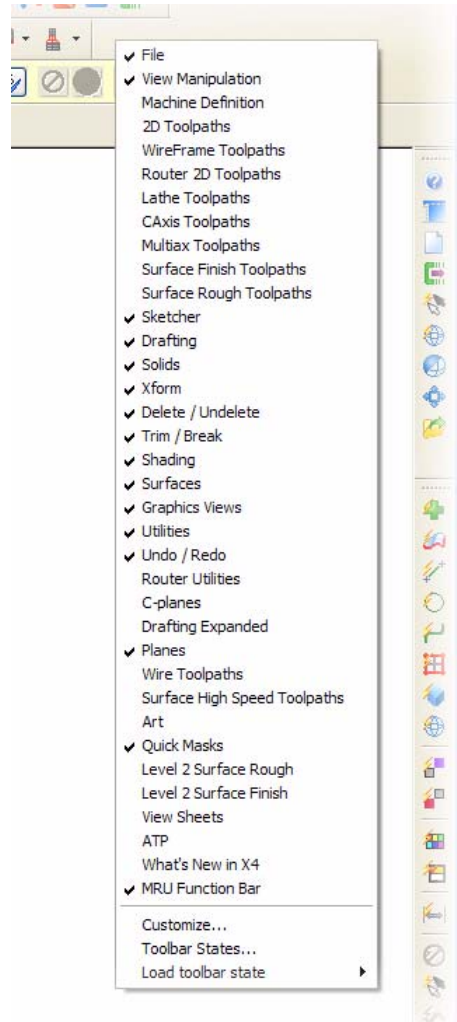 File
View Manipulation
Machine Definition
2D Toolpaths
WireFrame Toolpaths
Router 2D Toolpaths
Lathe Toolpaths
CAxis Toolpaths
Multiax Toolpaths
Surface Finish Toolpaths
Surface Rough Toolpaths
Sketcher
Drafting
Solids
Xform
Delete / Undelete
Trim / Break
Shading
Surfaces
Graphics Views
Utilities
Undo / Redo
Router Utilities
C-planes
Drafting Expanded
Planes
Wire Toolpaths
Surface High Speed Toolpaths
Art
Quick Masks
Level 2 Surface Rough
Level 2 Surface Finish
View Sheets
ATP
What's New in X4
MRU Function Bar
Customize...
Toolbar States...
Load toolbar state